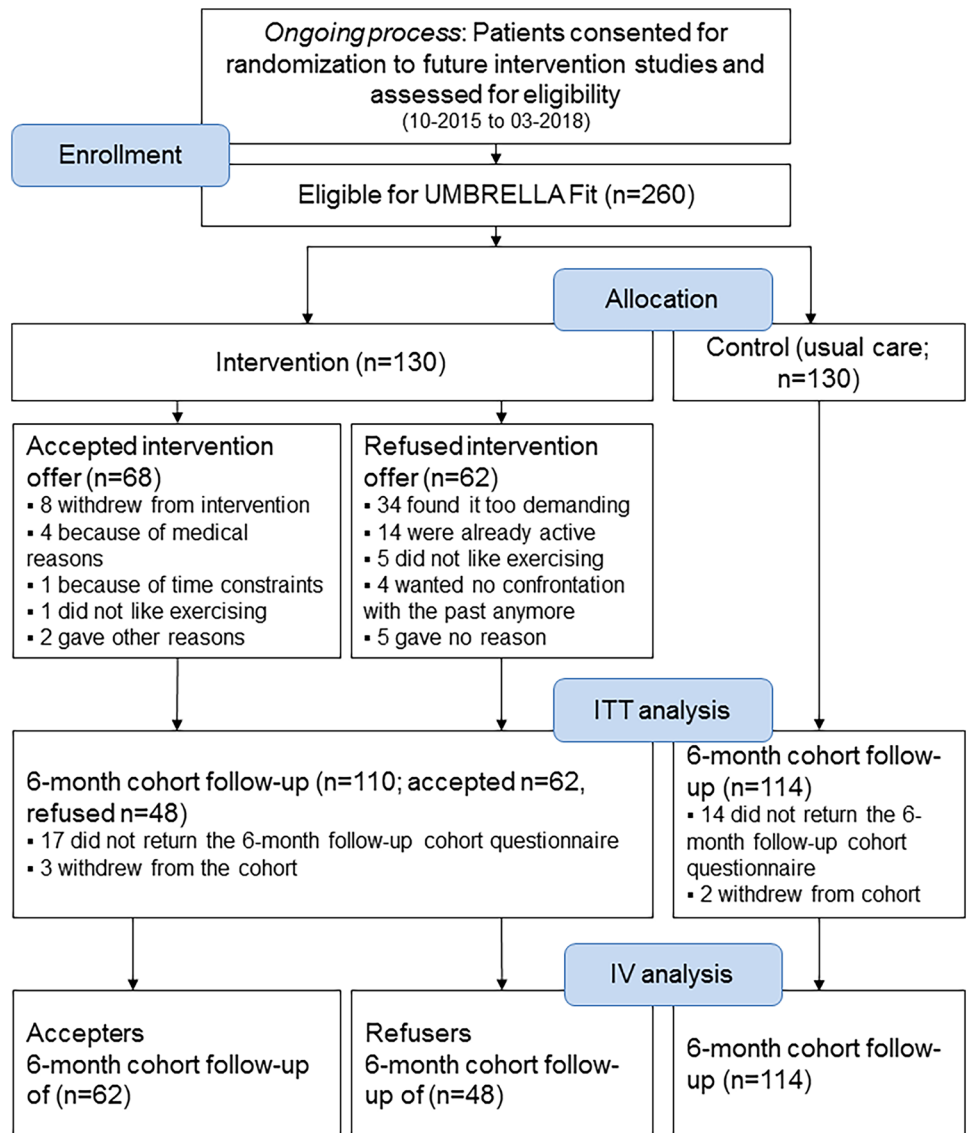 Ongoing process: Patients consented for
randomization to future intervention studies and
assessed for eligibility
(10-2015 to 03-2018)
Enrollment
Eligible for UMBRELLA Fit (n=260)
Allocation
Intervention (n=130)
Control (usual care;
n=130)
Accepted intervention
offer (n=68)
▪ 8 withdrew from intervention
▪ 4 because of medical
reasons
▪ 1 because of time constraints
▪ 1 did not like exercising
▪ 2 gave other reasons
Refused intervention
offer (n=62)
▪ 34 found it too demanding
▪ 14 were already active
▪ 5 did not like exercising
▪ 4 wanted no confrontation
with the past anymore
▪ 5 gave no reason
ITT analysis
6-month cohort follow-up (n=110; accepted n=62,
refused n=48)
▪ 17 did not return the 6-month follow-up cohort questionnaire
▪ 3 withdrew from the cohort
6-month cohort follow-
up (n=114)
▪ 14 did not return the 6-
month follow-up cohort
questionnaire
▪ 2 withdrew from cohort
IV analysis
Accepters
6-month cohort follow-up
of (n=62)
Refusers
6-month cohort follow-
up of (n=48)
6-month cohort follow-
up (n=114)